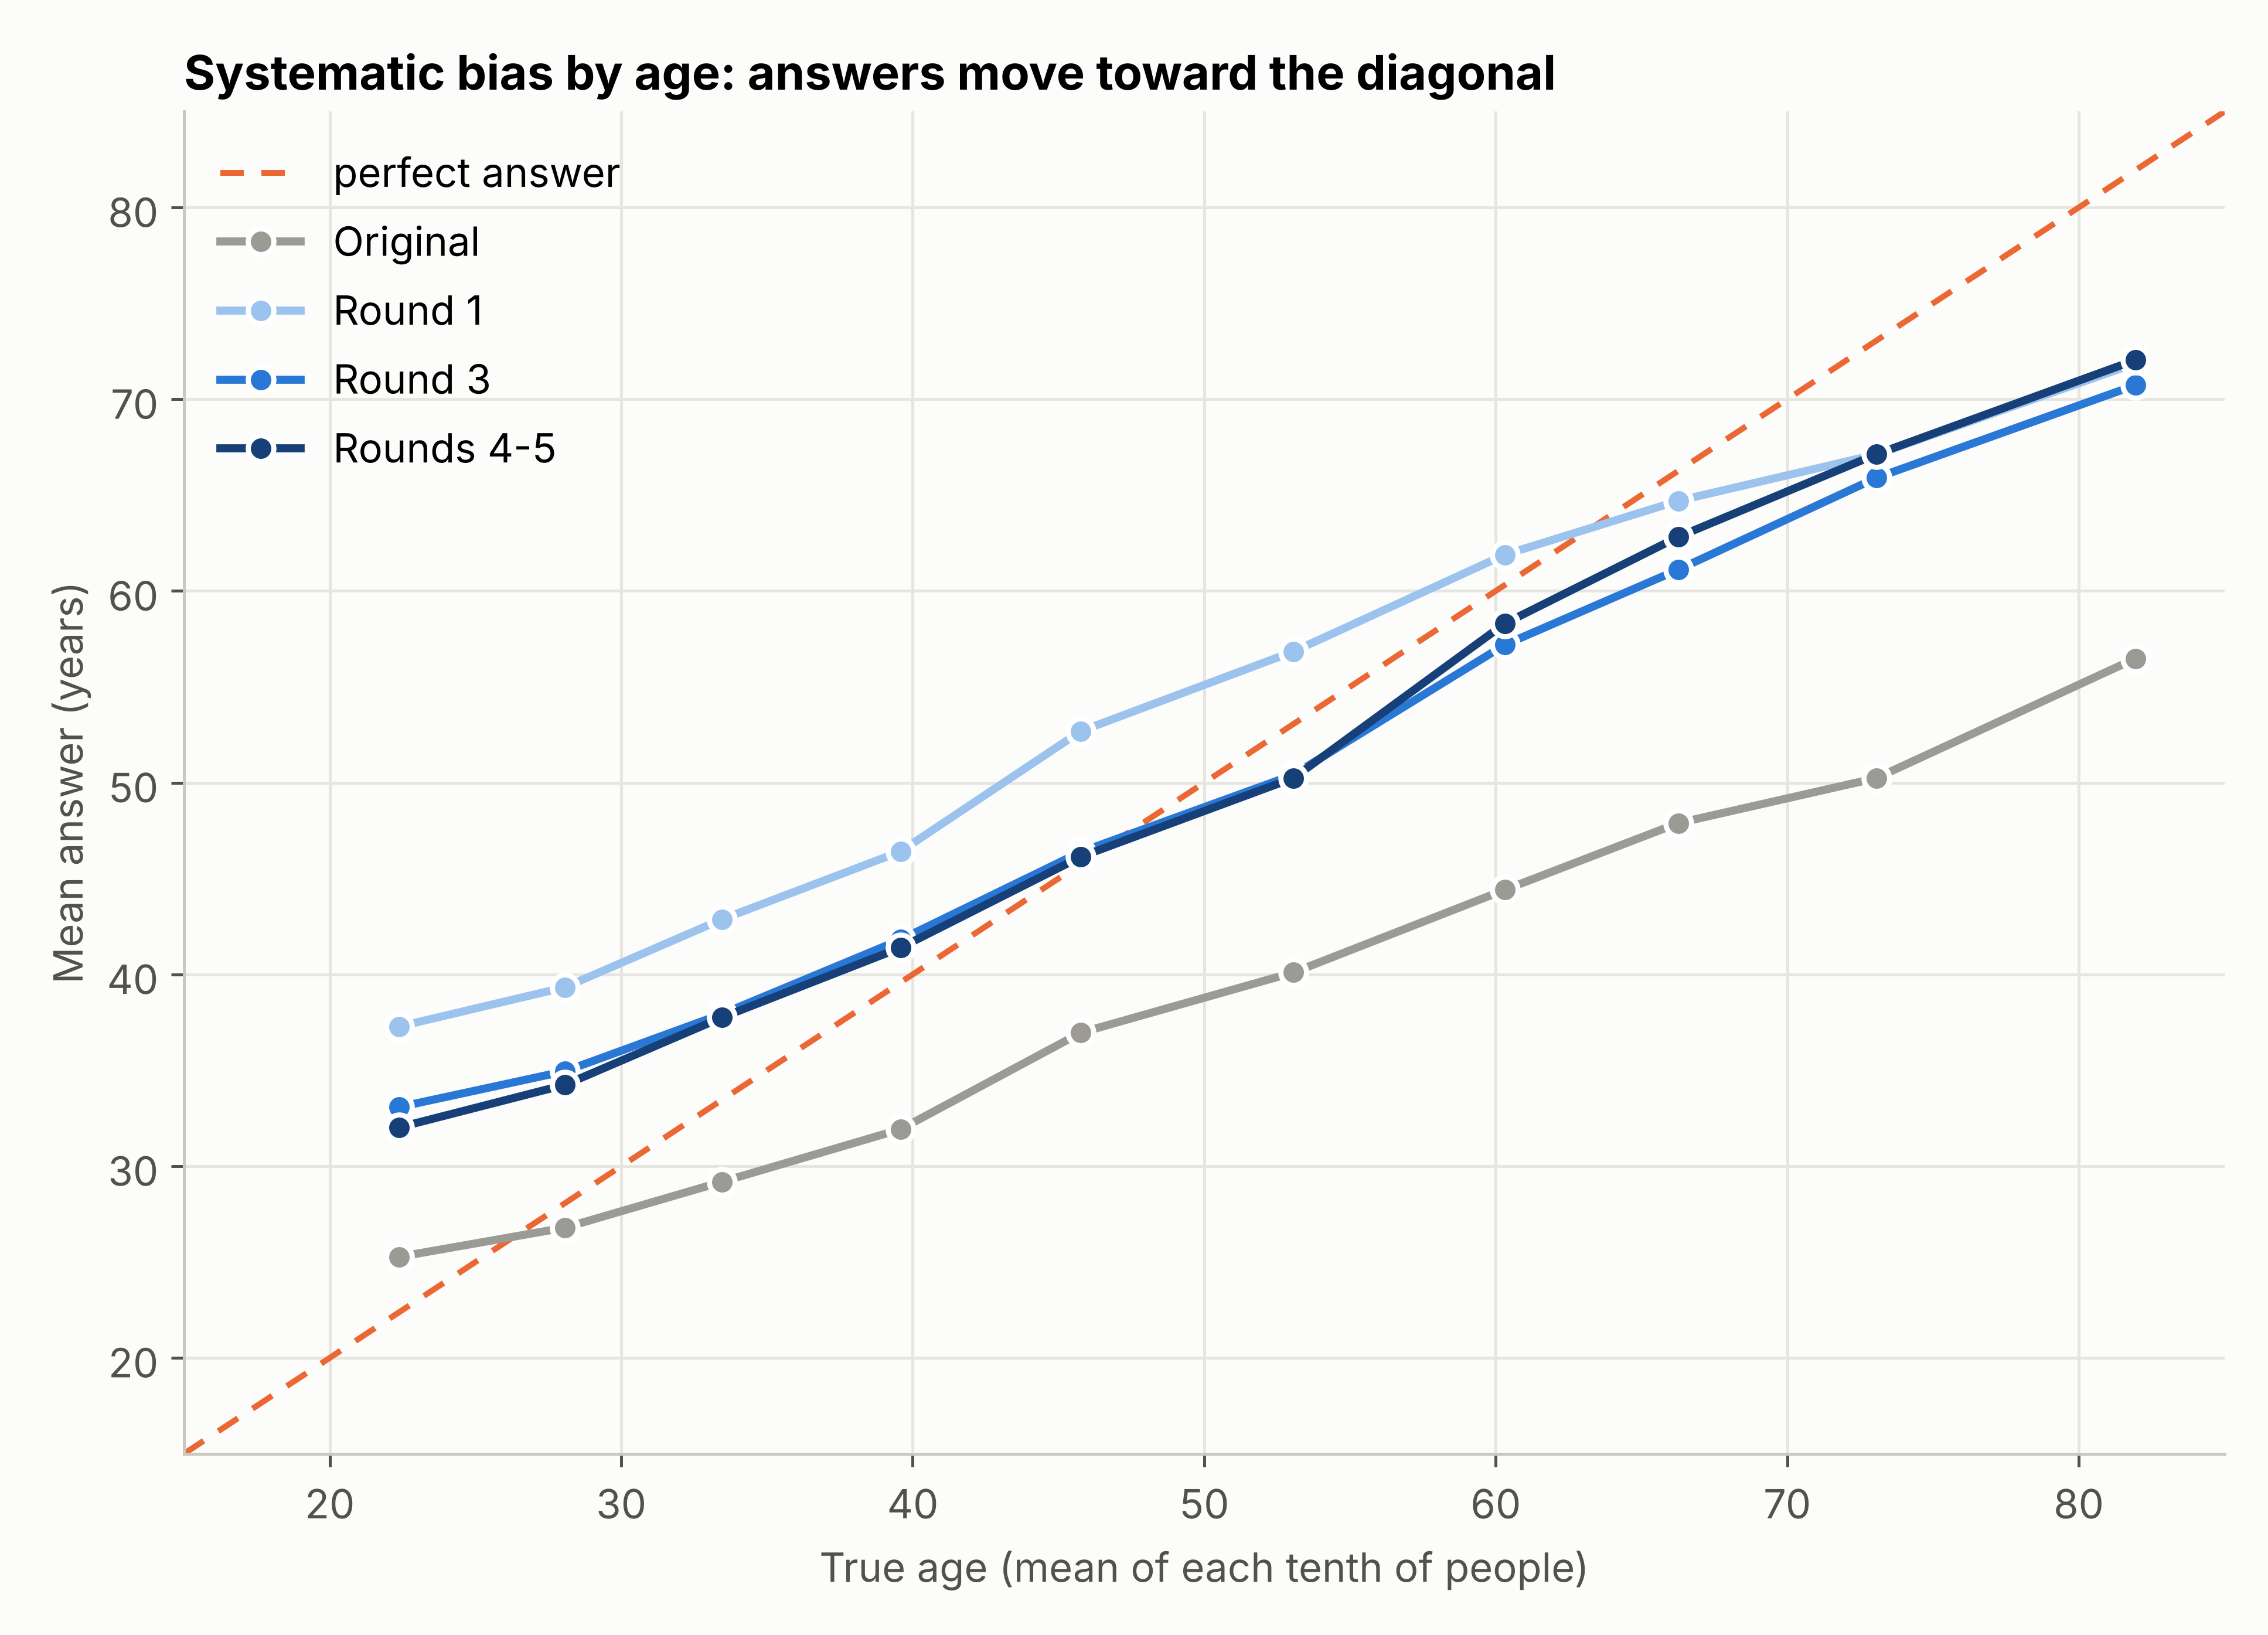 Systematic bias by age: answers move toward the diagonal
perfect answer
Original
Round 1
Round 3
Rounds 4-5
Mean answer (years)
80
70
60
50
40
30
20
20 30 40 50 60 70 80
True age (mean of each tenth of people)